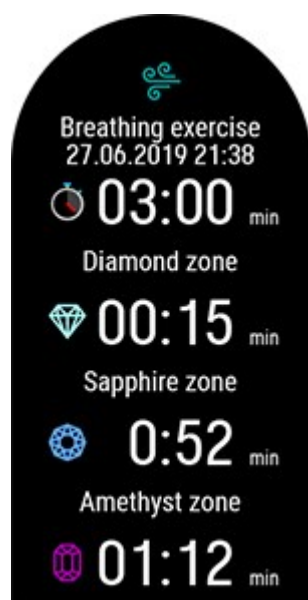 Breathing exercise
27.06.2019 21:38
03:00 min
Diamond zone
00:15 min
Sapphire zone
0:52 min
Amethyst zone
01:12 min